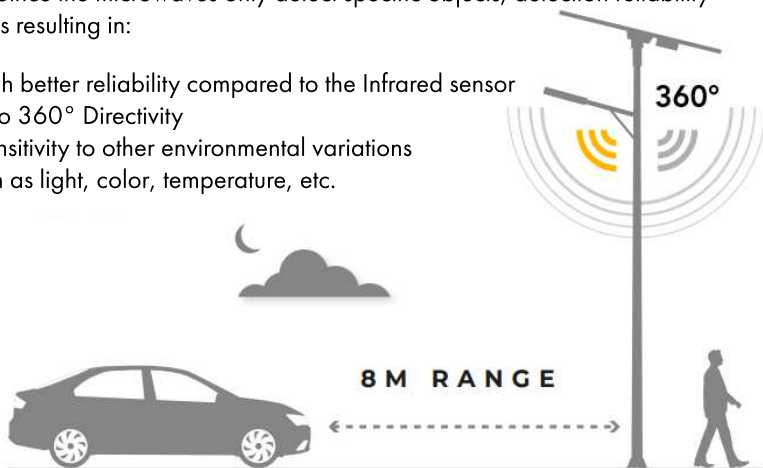 s resulting in:
h better reliability compared to the Infrared sensor
o 360° Directivity
nsitivity to other environmental variations
as light, color, temperature, etc.
360°
8M RANGE